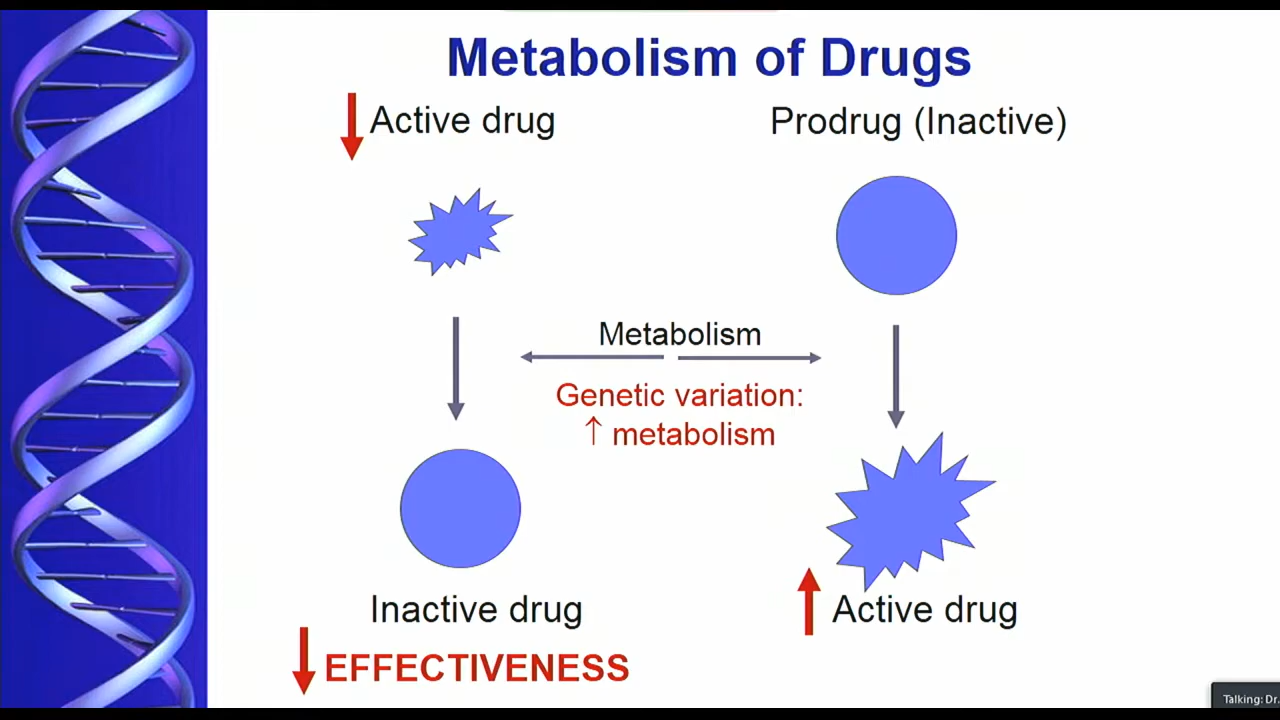 Metabolism of Drugs
↓ Active drug
Prodrug (Inactive)
Metabolism
Genetic variation:
↑ metabolism
Inactive drug
↑ Active drug
↓ EFFECTIVENESS
Talking: Dr.